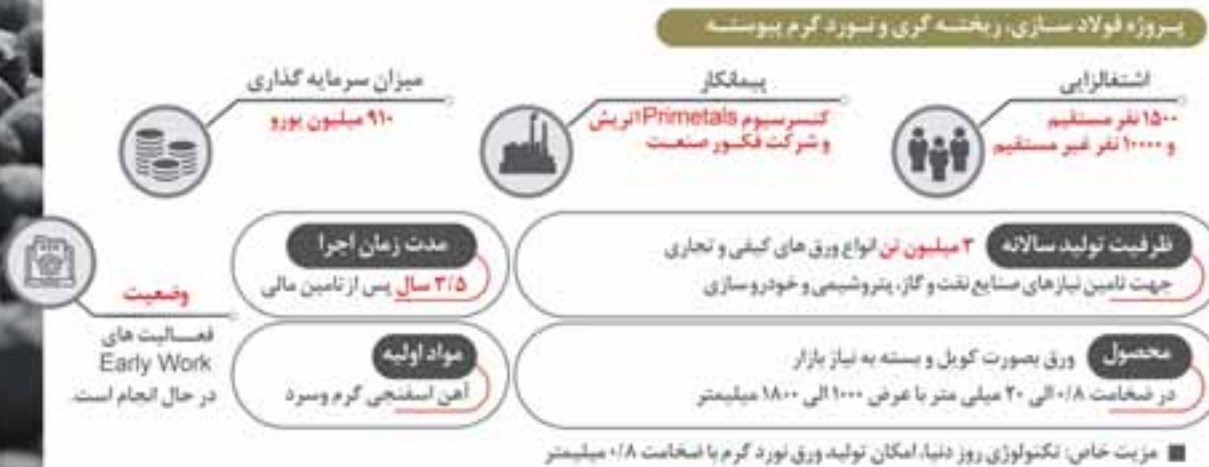 پروژه فولاد سازی، ریخته گری و نورد گرم پیوسته
اشتغالزایی
۱۵۰۰ نفر مستقیم
و ۱۰۰۰۰ نفر غیر مستقیم
پیمانکار
کنسرسیوم Primetals اتریش
و شرکت فکور صنعت
میزان سرمایه گذاری
۹۱۰ میلیون یورو
ظرفیت تولید سالانه ۳ میلیون تن انواع ورق های کیفی و تجاری
جهت تامین نیازهای صنایع نفت و گاز، پتروشیمی و خودروسازی
مدت زمان اجرا
۳/۵ سال پس از تامین مالی
وضعیت
فعالیت های
Early Work
در حال انجام است.
محصول ورق بصورت کویل و بسته به نیاز بازار
در ضخامت ۰/۸ الی ۲۰ میلی متر با عرض ۱۰۰۰ الی ۱۸۰۰ میلیمتر
مواد اولیه
آهن اسفنجی گرم وسرد
مزیت خاص: تکنولوژی روز دنیا، امکان تولید ورق نورد گرم با ضخامت ۰/۸ میلیمتر